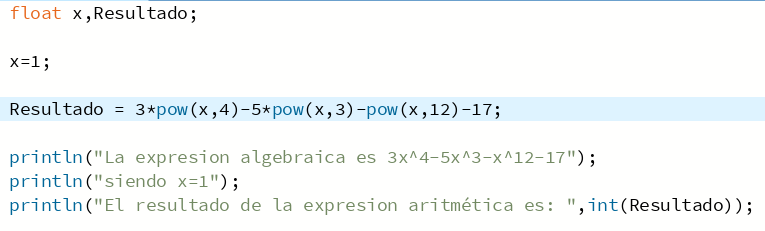 float x,Resultado;
x=1;
Resultado = 3*pow(x,4)-5*pow(x,3)-pow(x,12)-17;
println("La expresion algebraica es 3x^4-5x^3-x^12-17");
println("siendo x=1");
println("El resultado de la expresion aritmética es: ",int(Resultado));